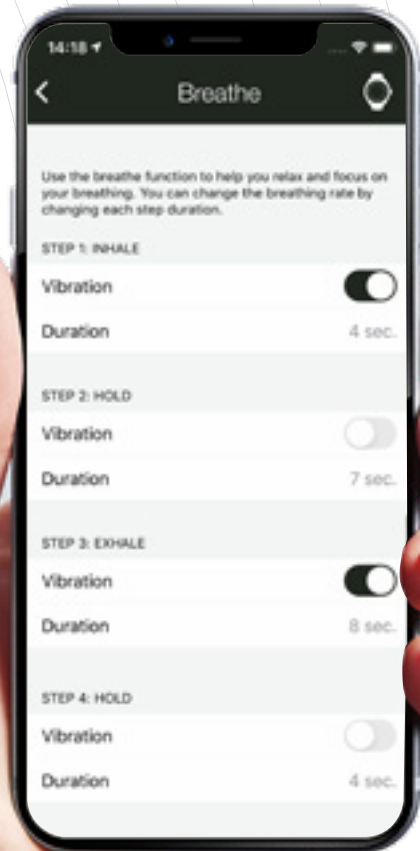 14:18
Breathe
Use the breathe function to help you relax and focus on
your breathing. You can change the breathing rate by
changing each step duration.
STEP 1: INHALE
Vibration
Duration 4 sec.
STEP 2: HOLD
Vibration
Duration 7 sec.
STEP 3: EXHALE
Vibration
Duration 8 sec.
STEP 4: HOLD
Vibration
Duration 4 sec.